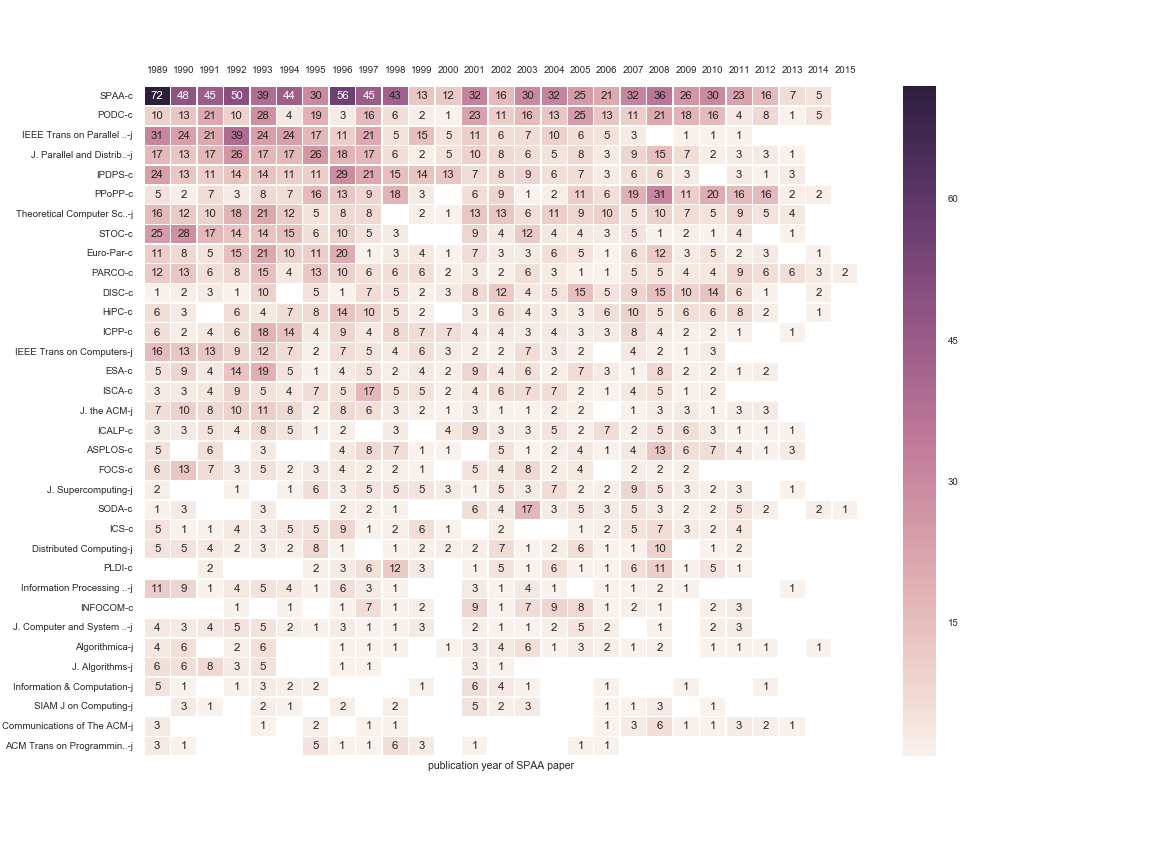 1989 1990 1991 1992 1993 1994 1995 1996 1997 1998 1999 2000 2001 2002 2003 2004 2005 2006 2007 2008 2009 2010 2011 2012 2013 2014 2015
SPAA-c 72 48 45 50 39 44 30 56 45 43 13 12 32 16 30 32 25 21 32 36 26 30 23 16 7 5
PODC-c 10 13 21 10 28 4 19 3 16 6 2 1 23 11 16 13 25 13 11 21 18 16 4 8 1 5
IEEE Trans on Parallel ..-j 31 24 21 39 24 24 17 11 21 5 15 5 11 6 7 10 6 5 3 1 1 1
J. Parallel and Distrib..-j 17 13 17 26 17 17 26 18 17 6 2 5 10 8 6 5 8 3 9 15 7 2 3 3 1
IPDPS-c 24 13 11 14 14 11 11 29 21 15 14 13 7 8 9 6 7 3 6 6 3 3 1 3
PPoPP-c 5 2 7 3 8 7 16 13 9 18 3 6 9 1 2 11 6 19 31 11 20 16 16 2 2
Theoretical Computer Sc..-j 16 12 10 18 21 12 5 8 8 2 1 13 13 6 11 9 10 5 10 7 5 9 5 4
STOC-c 25 28 17 14 14 15 6 10 5 3 9 4 12 4 4 3 5 1 2 1 4 1
Euro-Par-c 11 8 5 15 21 10 11 20 1 3 4 1 7 3 3 6 5 1 6 12 3 5 2 3 1
PARCO-c 12 13 6 8 15 4 13 10 6 6 6 2 3 2 6 3 1 1 5 5 4 4 9 6 6 3 2
DISC-c 1 2 3 1 10 5 1 7 5 2 3 8 12 4 5 15 5 9 15 10 14 6 1 2
HiPC-c 6 3 6 4 7 8 14 10 5 2 3 6 4 3 3 6 10 5 6 6 8 2 1
ICPP-c 6 2 4 6 18 14 4 9 4 8 7 7 4 4 3 4 3 3 8 4 2 2 1 1
IEEE Trans on Computers-j 16 13 13 9 12 7 2 7 5 4 6 3 2 2 7 3 2 4 2 1 3
ESA-c 5 9 4 14 19 5 1 4 5 2 4 2 9 4 6 2 7 3 1 8 2 2 1 2
ISCA-c 3 3 4 9 5 4 7 5 17 5 5 2 4 6 7 7 2 1 4 5 1 2
J. the ACM-j 7 10 8 10 11 8 2 8 6 3 2 1 3 1 1 2 2 1 3 3 1 3 3
ICALP-c 3 3 5 4 8 5 1 2 3 4 9 3 3 5 2 7 2 5 6 3 1 1 1
ASPLOS-c 5 6 3 4 8 7 1 1 5 1 2 4 1 4 13 6 7 4 1 3
FOCS-c 6 13 7 3 5 2 3 4 2 2 1 5 4 8 2 4 2 2 2
J. Supercomputing-j 2 1 1 6 3 5 5 5 3 1 5 3 7 2 2 9 5 3 2 3 1
SODA-c 1 3 3 2 2 1 6 4 17 3 5 3 5 3 2 2 5 2 2 1
ICS-c 5 1 1 4 3 5 5 9 1 2 6 1 2 1 2 5 7 3 2 4
Distributed Computing-j 5 5 4 2 3 2 8 1 1 2 2 2 7 1 2 6 1 1 10 1 2
PLDI-c 2 2 3 6 12 3 1 5 1 6 1 1 6 11 1 5 1
Information Processing ..-j 11 9 1 4 5 4 1 6 3 1 3 1 4 1 1 1 2 1 1
INFOCOM-c 1 1 1 7 1 2 9 1 7 9 8 1 2 1 2 3
J. Computer and System ..-j 4 3 4 5 5 2 1 3 1 1 3 2 1 1 2 5 2 1 2 3
Algorithmica-j 4 6 2 6 1 1 1 1 3 4 6 1 3 2 1 2 1 1 1 1
J. Algorithms-j 6 6 8 3 5 1 1 3 1
Information & Computation-j 5 1 1 3 2 2 1 6 4 1 1 1 1
SIAM J on Computing-j 3 1 2 1 2 2 5 2 3 1 1 3 1
Communications of The ACM-j 3 1 2 1 1 1 3 6 1 1 3 2 1
ACM Trans on Programmin..-j 3 1 5 1 1 6 3 1 1 1
publication year of SPAA paper
60
45
30
15